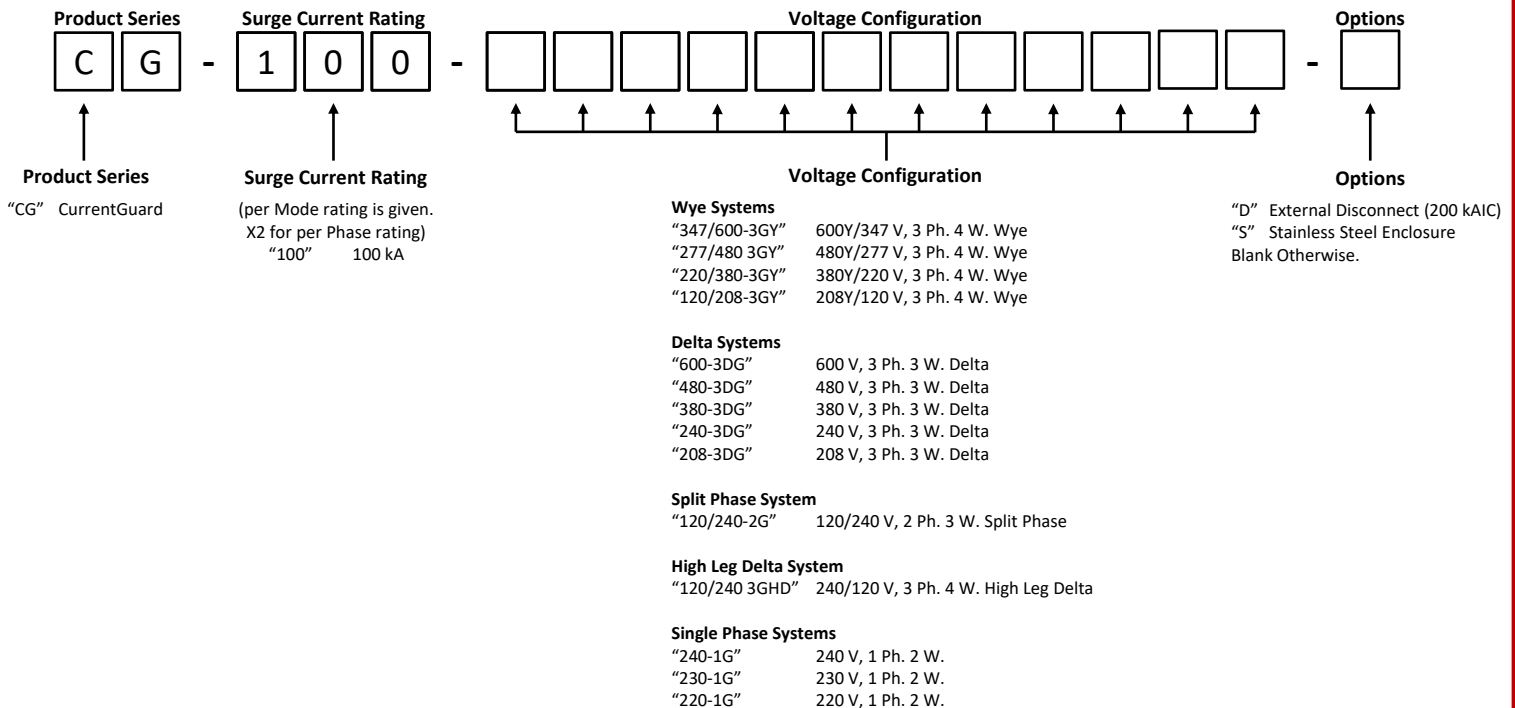 Product Series Surge Current Rating Voltage Configuration Options
C G - 1 0 0 - -
Product Series
“CG” CurrentGuard
Surge Current Rating
(per Mode rating is given.
X2 for per Phase rating)
“100” 100 kA
Voltage Configuration
Wye Systems
“347/600-3GY” 600Y/347 V, 3 Ph. 4 W. Wye
“277/480 3GY” 480Y/277 V, 3 Ph. 4 W. Wye
“220/380-3GY” 380Y/220 V, 3 Ph. 4 W. Wye
“120/208-3GY” 208Y/120 V, 3 Ph. 4 W. Wye
Delta Systems
“600-3DG” 600 V, 3 Ph. 3 W. Delta
“480-3DG” 480 V, 3 Ph. 3 W. Delta
“380-3DG” 380 V, 3 Ph. 3 W. Delta
“240-3DG” 240 V, 3 Ph. 3 W. Delta
“208-3DG” 208 V, 3 Ph. 3 W. Delta
Split Phase System
“120/240-2G” 120/240 V, 2 Ph. 3 W. Split Phase
High Leg Delta System
“120/240 3GHD” 240/120 V, 3 Ph. 4 W. High Leg Delta
Single Phase Systems
“240-1G” 240 V, 1 Ph. 2 W.
“230-1G” 230 V, 1 Ph. 2 W.
“220-1G” 220 V, 1 Ph. 2 W.
Options
“D” External Disconnect (200 kAIC)
“S” Stainless Steel Enclosure
Blank Otherwise.